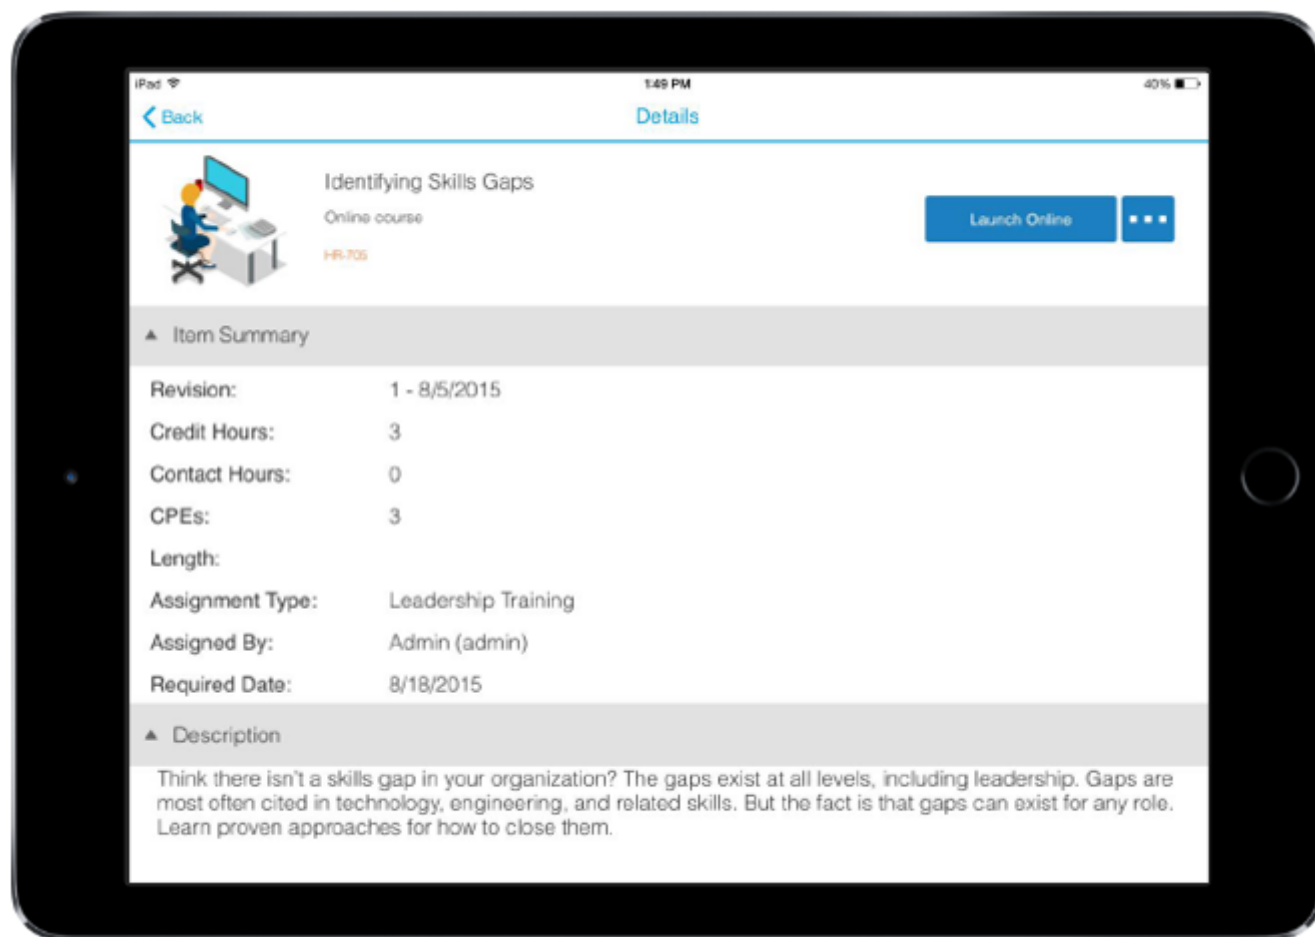 iPad 1:49 PM 40%
Back Details
Identifying Skills Gaps
Online course
HR-705
Launch Online
Item Summary
Revision: 1 - 8/5/2015
Credit Hours: 3
Contact Hours: 0
CPEs: 3
Length:
Assignment Type: Leadership Training
Assigned By: Admin (admin)
Required Date: 8/18/2015
Description
Think there isn't a skills gap in your organization? The gaps exist at all levels, including leadership. Gaps are
most often cited in technology, engineering, and related skills. But the fact is that gaps can exist for any role.
Learn proven approaches for how to close them.